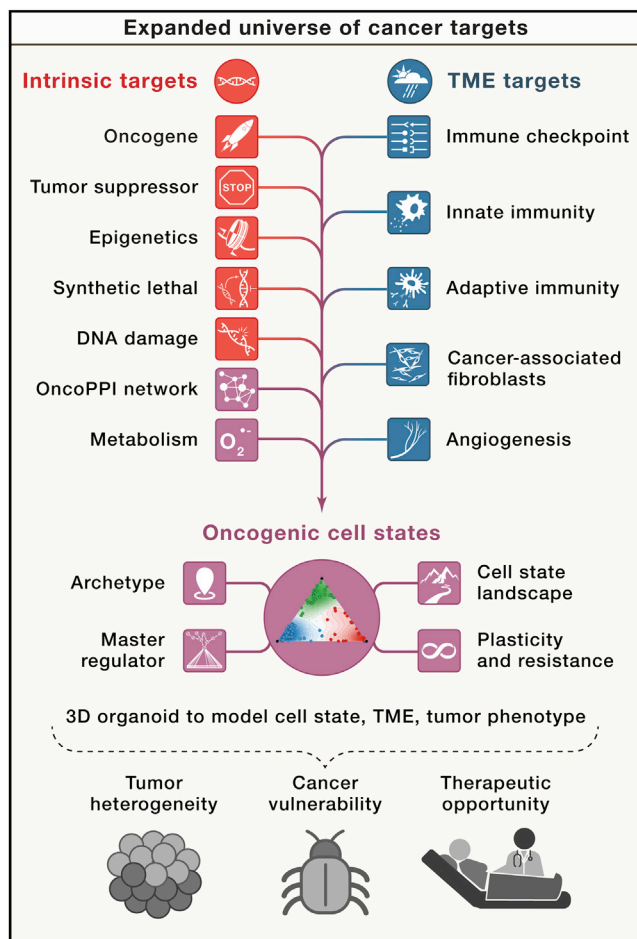 Expanded universe of cancer targets
Intrinsic targets
TME targets
Oncogene
Tumor suppressor
STOP
Epigenetics
Synthetic lethal
DNA damage
OncoPPI network
Metabolism
O2•-
Immune checkpoint
Innate immunity
Adaptive immunity
Cancer-associated
fibroblasts
Angiogenesis
Oncogenic cell states
Archetype
Master
regulator
Cell state
landscape
Plasticity
and resistance
3D organoid to model cell state, TME, tumor phenotype
Tumor
heterogeneity
Cancer
vulnerability
Therapeutic
opportunity